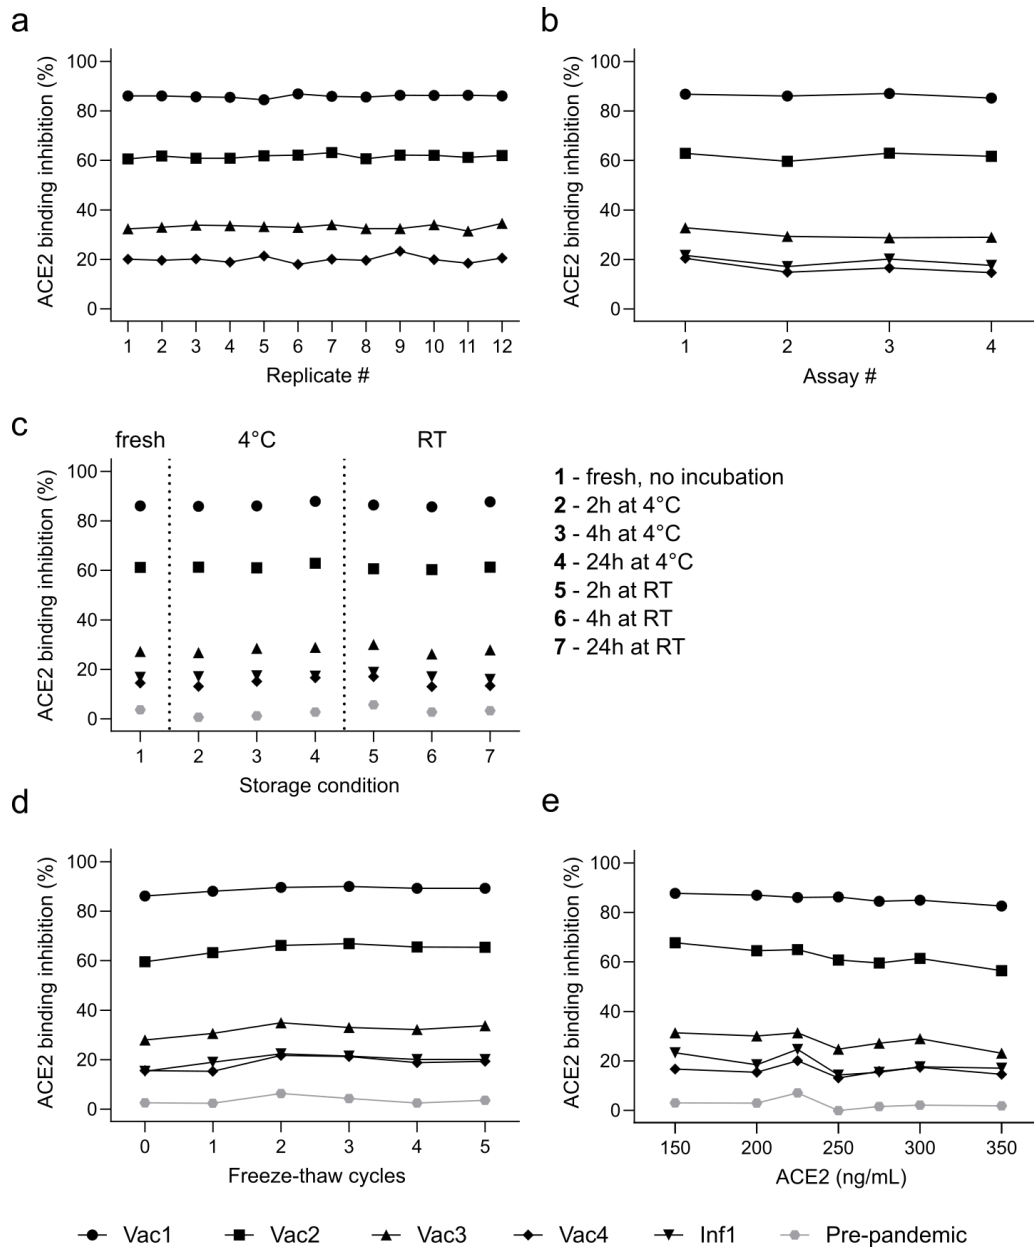 a
ACE2 binding inhibition (%)
100
80
60
40
20
0
1 2 3 4 5 6 7 8 9 10 11 12
Replicate #
b
ACE2 binding inhibition (%)
100
80
60
40
20
0
1 2 3 4
Assay #
c
fresh 4°C RT
ACE2 binding inhibition (%)
100
80
60
40
20
0
1 2 3 4 5 6 7
Storage condition
1 - fresh, no incubation
2 - 2h at 4°C
3 - 4h at 4°C
4 - 24h at 4°C
5 - 2h at RT
6 - 4h at RT
7 - 24h at RT
d
ACE2 binding inhibition (%)
100
80
60
40
20
0
0 1 2 3 4 5
Freeze-thaw cycles
e
ACE2 binding inhibition (%)
100
80
60
40
20
0
150 200 250 300 350
ACE2 (ng/mL)
Vac1 Vac2 Vac3 Vac4 Inf1 Pre-pandemic